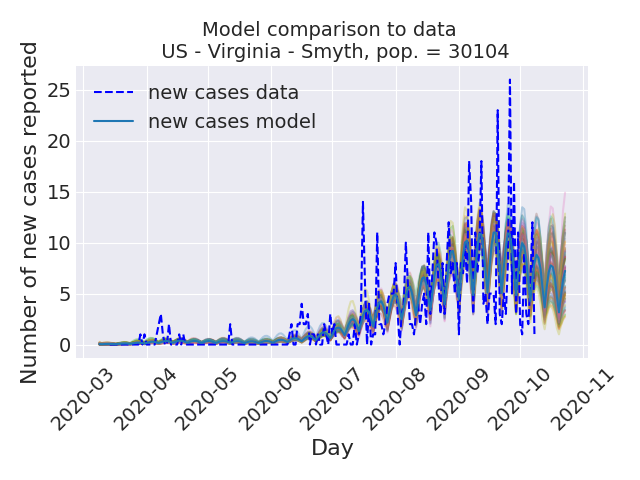 Model comparison to data
US - Virginia - Smyth, pop. = 30104
Number of new cases reported
25
20
15
10
5
0
new cases data
new cases model
2020-03
2020-04
2020-05
2020-06
2020-07
2020-08
2020-09
2020-10
2020-11
Day